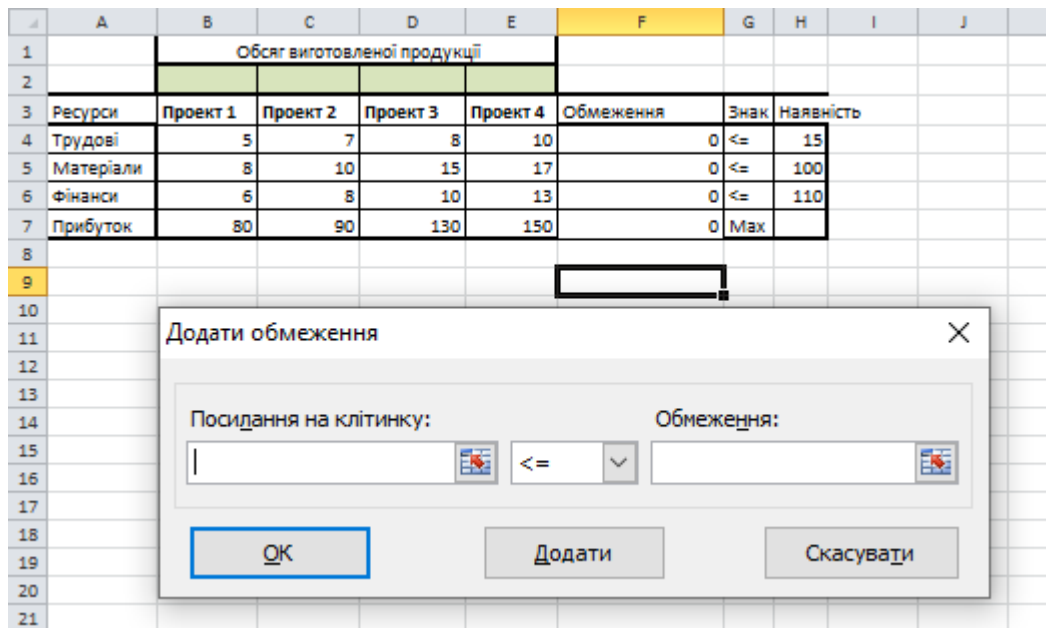 A B C D E F G H I J
1 Обсяг виготовленої продукції
2
3 Ресурси Проект 1 Проект 2 Проект 3 Проект 4 Обмеження Знак Наявність
4 Трудові 5 7 8 10 0 <= 15
5 Матеріали 8 10 15 17 0 <= 100
6 Фінанси 6 8 10 13 0 <= 110
7 Прибуток 80 90 130 150 0 Max
8
9
10
11
12
13
14
15
16
17
18
19
20
21
Додати обмеження
Посилання на клітинку: Обмеження:
<=
ОК Додати Скасувати